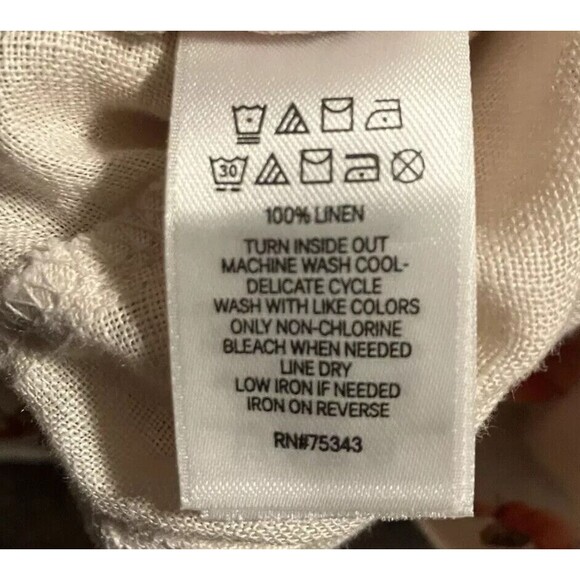 30
100% LINEN
TURN INSIDE OUT
MACHINE WASH COOL-
DELICATE CYCLE
WASH WITH LIKE COLORS
ONLY NON-CHLORINE
BLEACH WHEN NEEDED
LINE DRY
LOW IRON IF NEEDED
IRON ON REVERSE
RN#75343